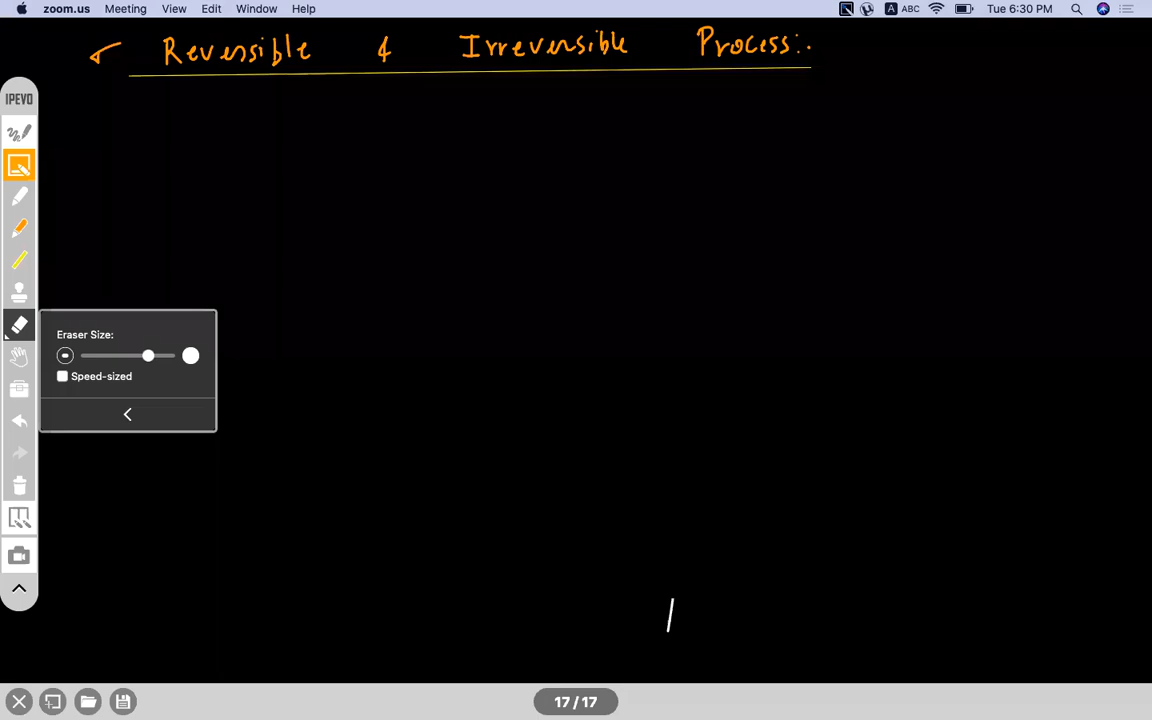 zoom.us Meeting View Edit Window Help A ABC Tue 6:30 PM
Reversible & Irreversible Process:.
IPEVO
Eraser Size:
Speed-sized
17/17